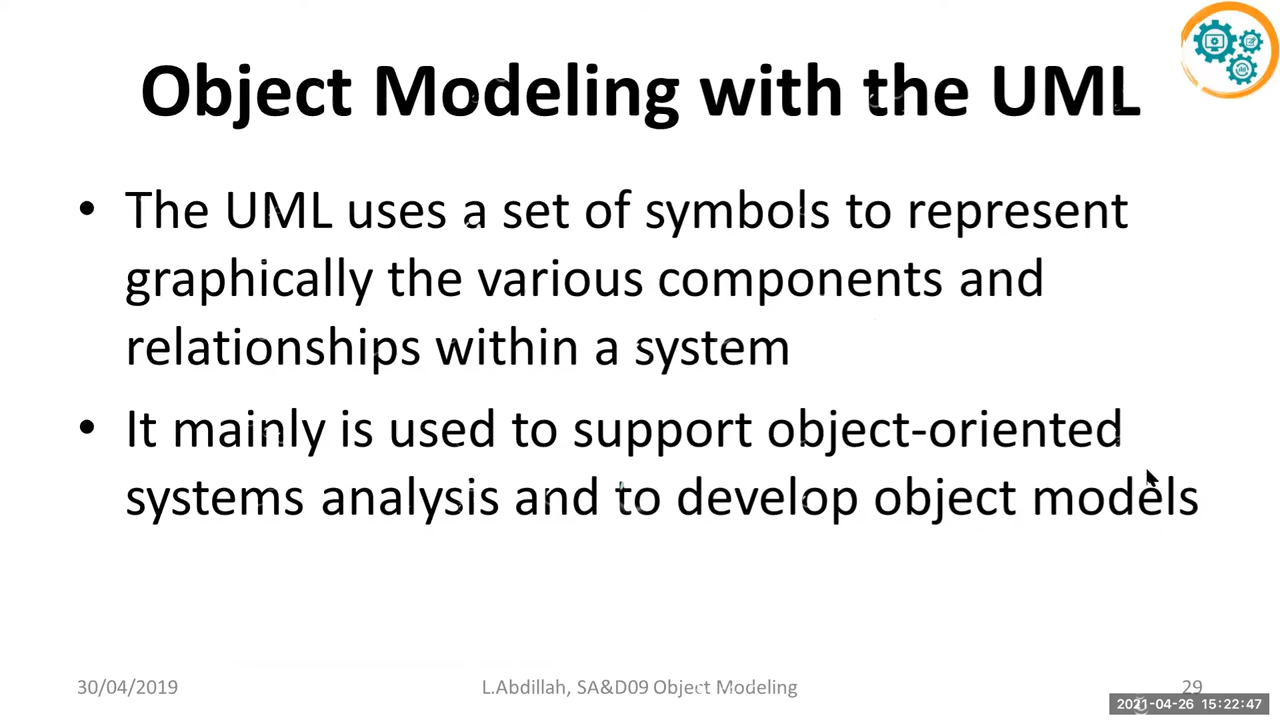 Object Modeling with the UML
• The UML uses a set of symbols to represent
graphically the various components and
relationships within a system
• It mainly is used to support object-oriented
systems analysis and to develop object models
30/04/2019
L.Abdillah, SA&D09 Object Modeling
29
2021-04-26 15:22:47